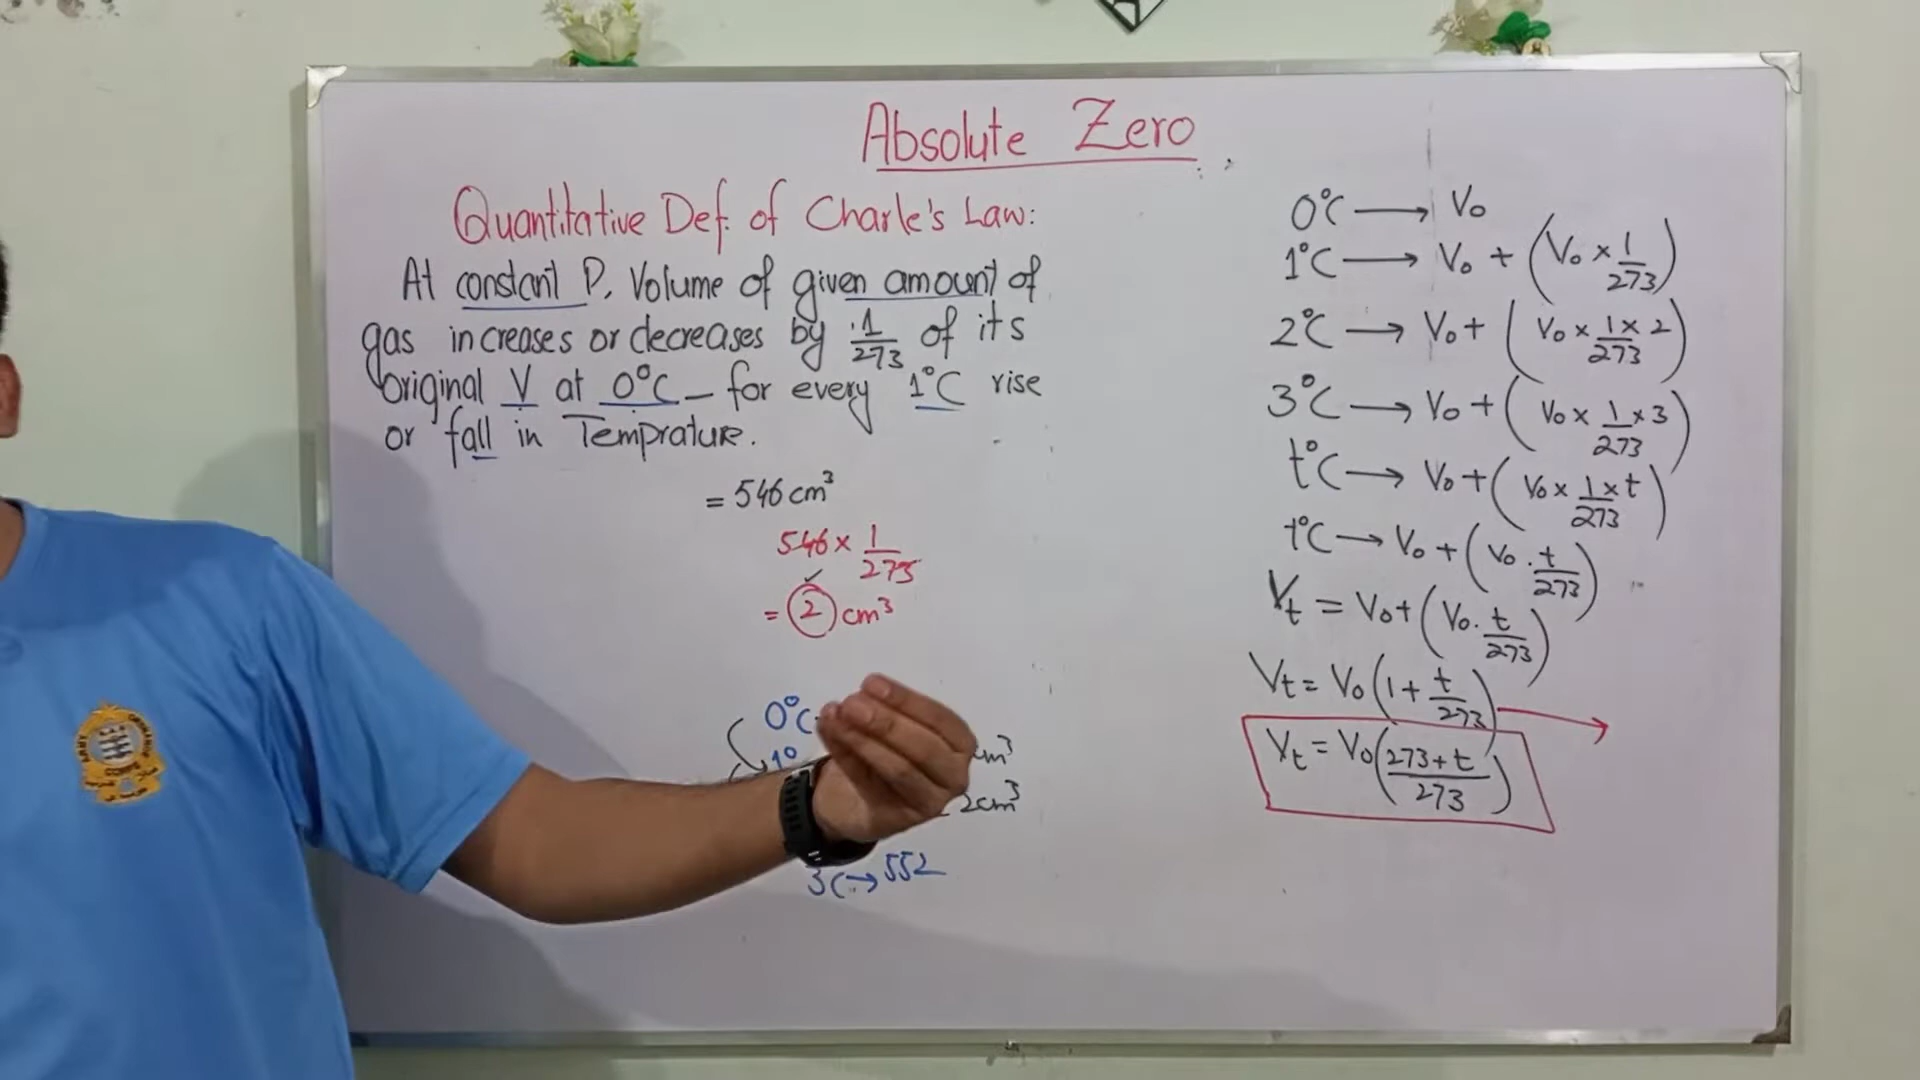 Absolute Zero
Quantitative Def. of Charle's Law:
At constant P, Volume of given amount of
gas increases or decreases by 1/273 of its
original V at 0°C – for every 1°C rise
or fall in Temprature.
= 546 cm³
546 × 1/273
= 2 cm³
0°C
1°
cm³
2cm³
3C → 552
0°C → V₀
1°C → V₀ + (V₀ × 1/273)
2°C → V₀ + (V₀ × 1/273 × 2)
3°C → V₀ + (V₀ × 1/273 × 3)
t°C → V₀ + (V₀ × 1/273 × t)
t°C → V₀ + (V₀ · t/273)
Vt = V₀ + (V₀ · t/273)
Vt = V₀ (1 + t/273) →
Vt = V₀ (273 + t/273)